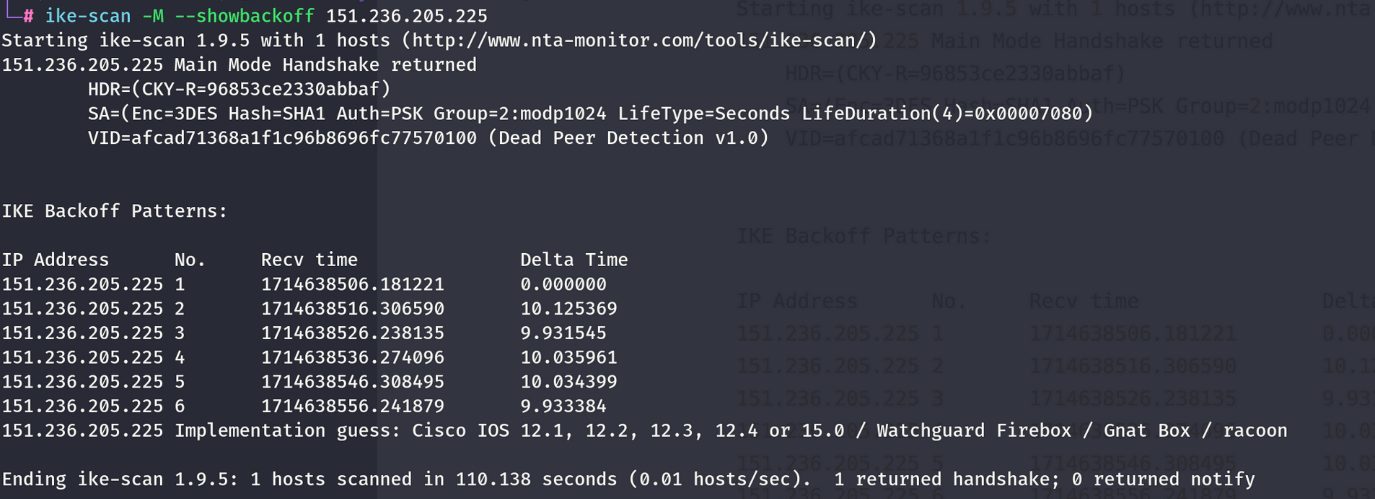 └─# ike-scan -M --showbackoff 151.236.205.225
Starting ike-scan 1.9.5 with 1 hosts (http://www.nta-monitor.com/tools/ike-scan/)
151.236.205.225 Main Mode Handshake returned
HDR=(CKY-R=96853ce2330abbaf)
SA=(Enc=3DES Hash=SHA1 Auth=PSK Group=2:modp1024 LifeType=Seconds LifeDuration(4)=0x00007080)
VID=afcad71368a1f1c96b8696fc77570100 (Dead Peer Detection v1.0)
IKE Backoff Patterns:
IP Address No. Recv time Delta Time
151.236.205.225 1 1714638506.181221 0.000000
151.236.205.225 2 1714638516.306590 10.125369
151.236.205.225 3 1714638526.238135 9.931545
151.236.205.225 4 1714638536.274096 10.035961
151.236.205.225 5 1714638546.308495 10.034399
151.236.205.225 6 1714638556.241879 9.933384
151.236.205.225 Implementation guess: Cisco IOS 12.1, 12.2, 12.3, 12.4 or 15.0 / Watchguard Firebox / Gnat Box / racoon
Ending ike-scan 1.9.5: 1 hosts scanned in 110.138 seconds (0.01 hosts/sec). 1 returned handshake; 0 returned notify